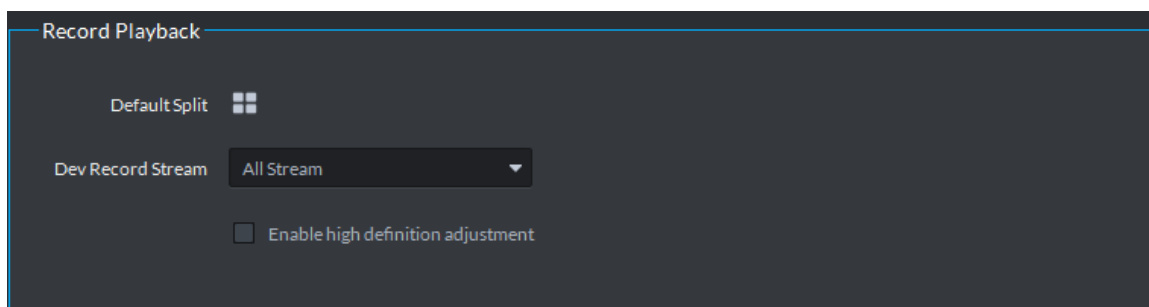 Record Playback
Default Split
Dev Record Stream All Stream
Enable high definition adjustment